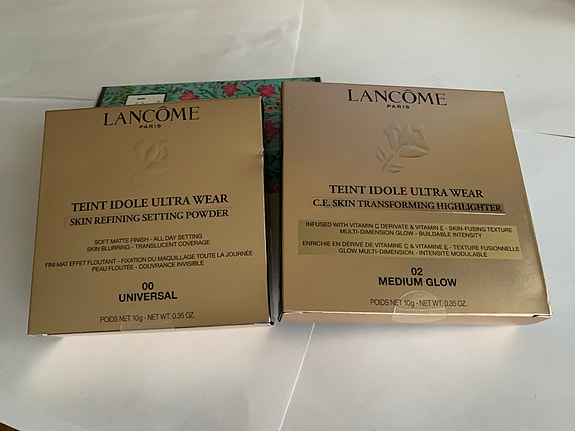 LANCÔME
PARIS
TEINT IDOLE ULTRA WEAR
SKIN REFINING SETTING POWDER
SOFT MATTE FINISH - ALL DAY SETTING
SKIN BLURRING - TRANSLUCENT COVERAGE
FINI MAT EFFET FLOUTANT - FIXATION DU MAQUILLAGE TOUTE LA JOURNÉE
PEAU FLOUTÉE - COUVRANCE INVISIBLE
00
UNIVERSAL
POIDS NET 10g - NET WT. 0.35 OZ.
LANCÔME
PARIS
TEINT IDOLE ULTRA WEAR
C.E. SKIN TRANSFORMING HIGHLIGHTER
INFUSED WITH VITAMIN C DERIVATE & VITAMIN E - SKIN-FUSING TEXTURE
MULTI-DIMENSION GLOW - BUILDABLE INTENSITY
ENRICHIE EN DÉRIVÉ DE VITAMINE C & VITAMINE E - TEXTURE FUSIONNELLE
GLOW MULTI-DIMENSION - INTENSITÉ MODULABLE
02
MEDIUM GLOW
POIDS NET 10g - NET WT. 0.35 OZ.